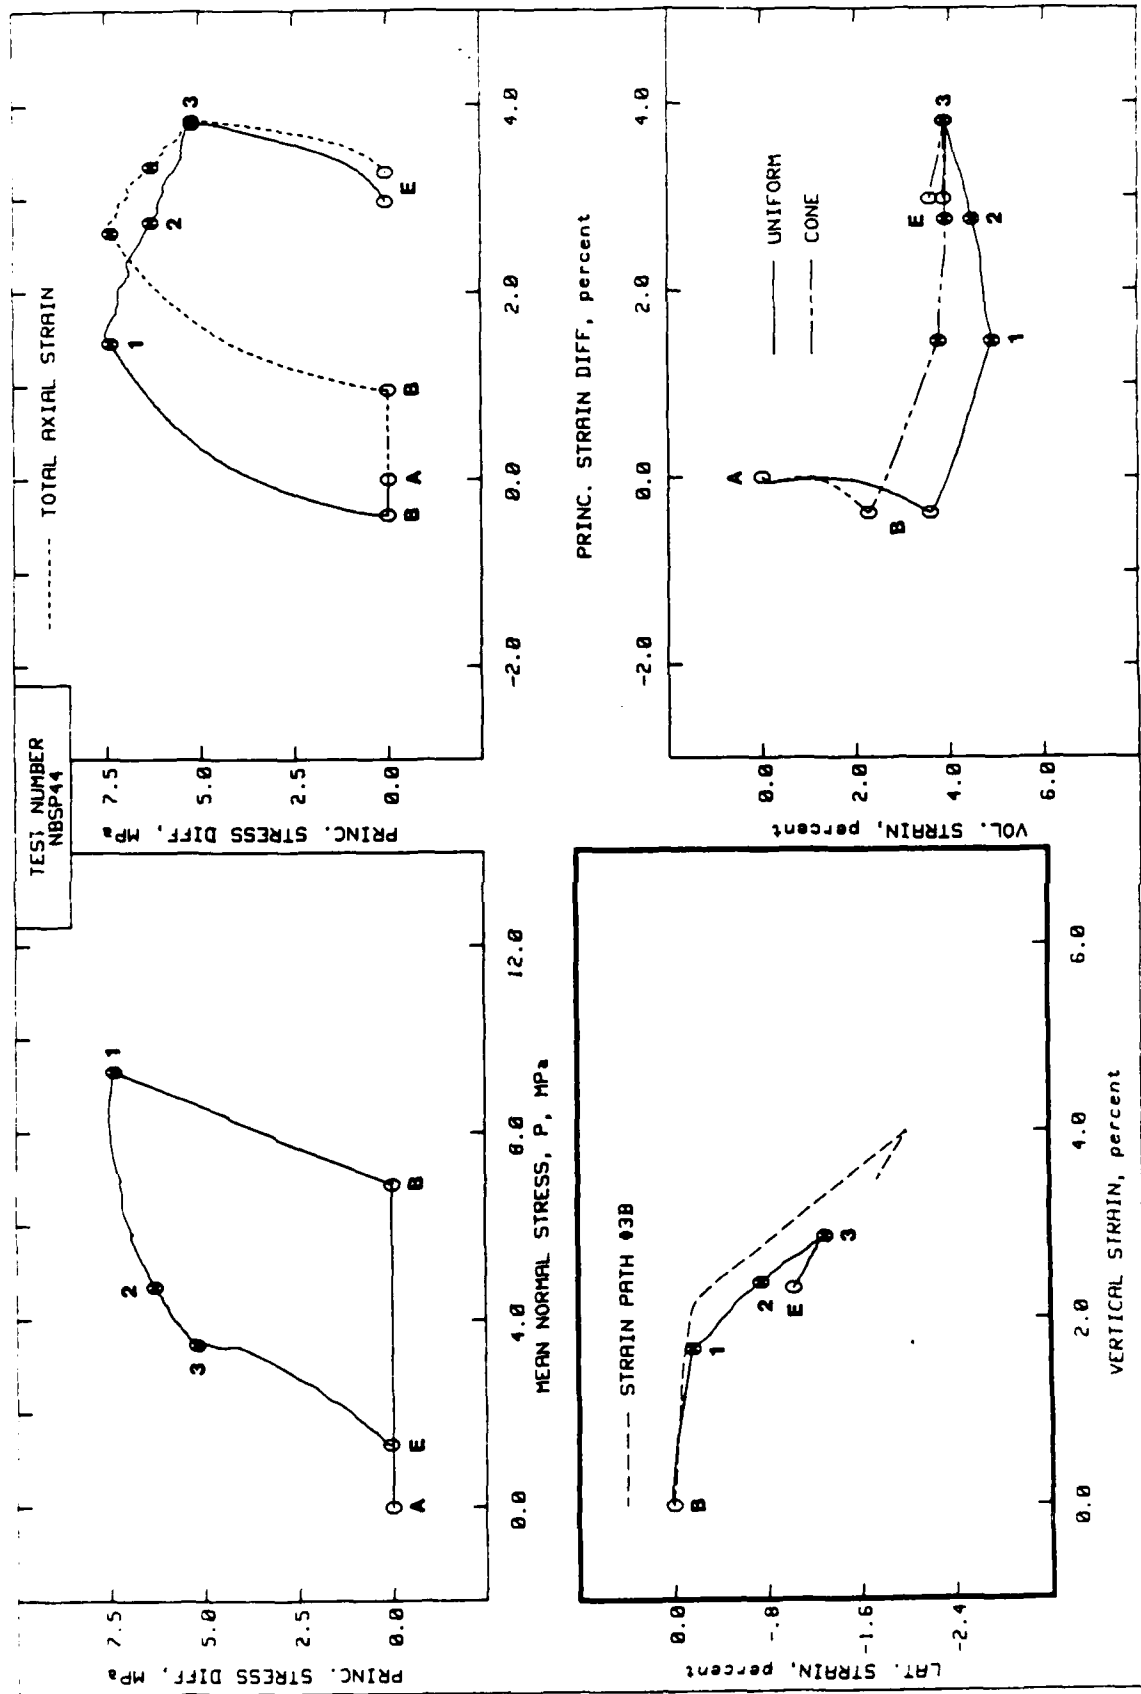 TEST NUMBER
NBSP44
PRINC. STRESS DIFF, MPa
7.5
5.0
2.5
0.0
1
2
3
A
E
B
0.0
4.0
8.0
12.0
MEAN NORMAL STRESS, P, MPa
TOTAL AXIAL STRAIN
PRINC. STRESS DIFF, MPa
7.5
5.0
2.5
0.0
1
2
3
B
A
B
E
-2.0
0.0
2.0
4.0
PRINC. STRAIN DIFF, percent
STRAIN PATH #3B
LAT. STRAIN, percent
0.0
-0.8
-1.6
-2.4
B
1
2
E
3
0.0
2.0
4.0
6.0
VERTICAL STRAIN, percent
UNIFORM
CONE
VOL. STRAIN, percent
0.0
2.0
4.0
6.0
A
B
E
1
2
3
-2.0
0.0
2.0
4.0